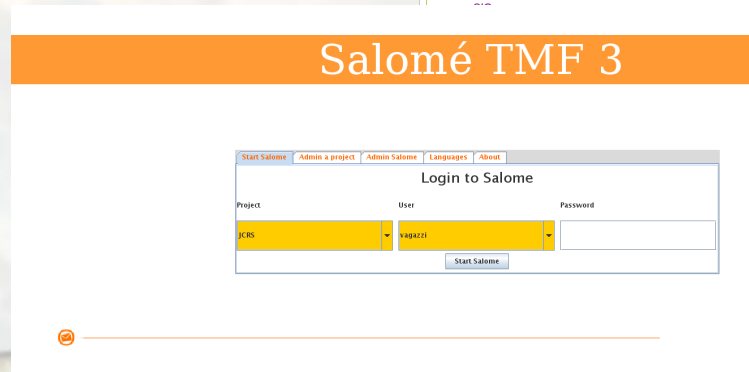 Salomé TMF 3
Start Salome Admin a project Admin Salome Languages About
Login to Salome
Project User Password
JCRS vagazzi
Start Salome